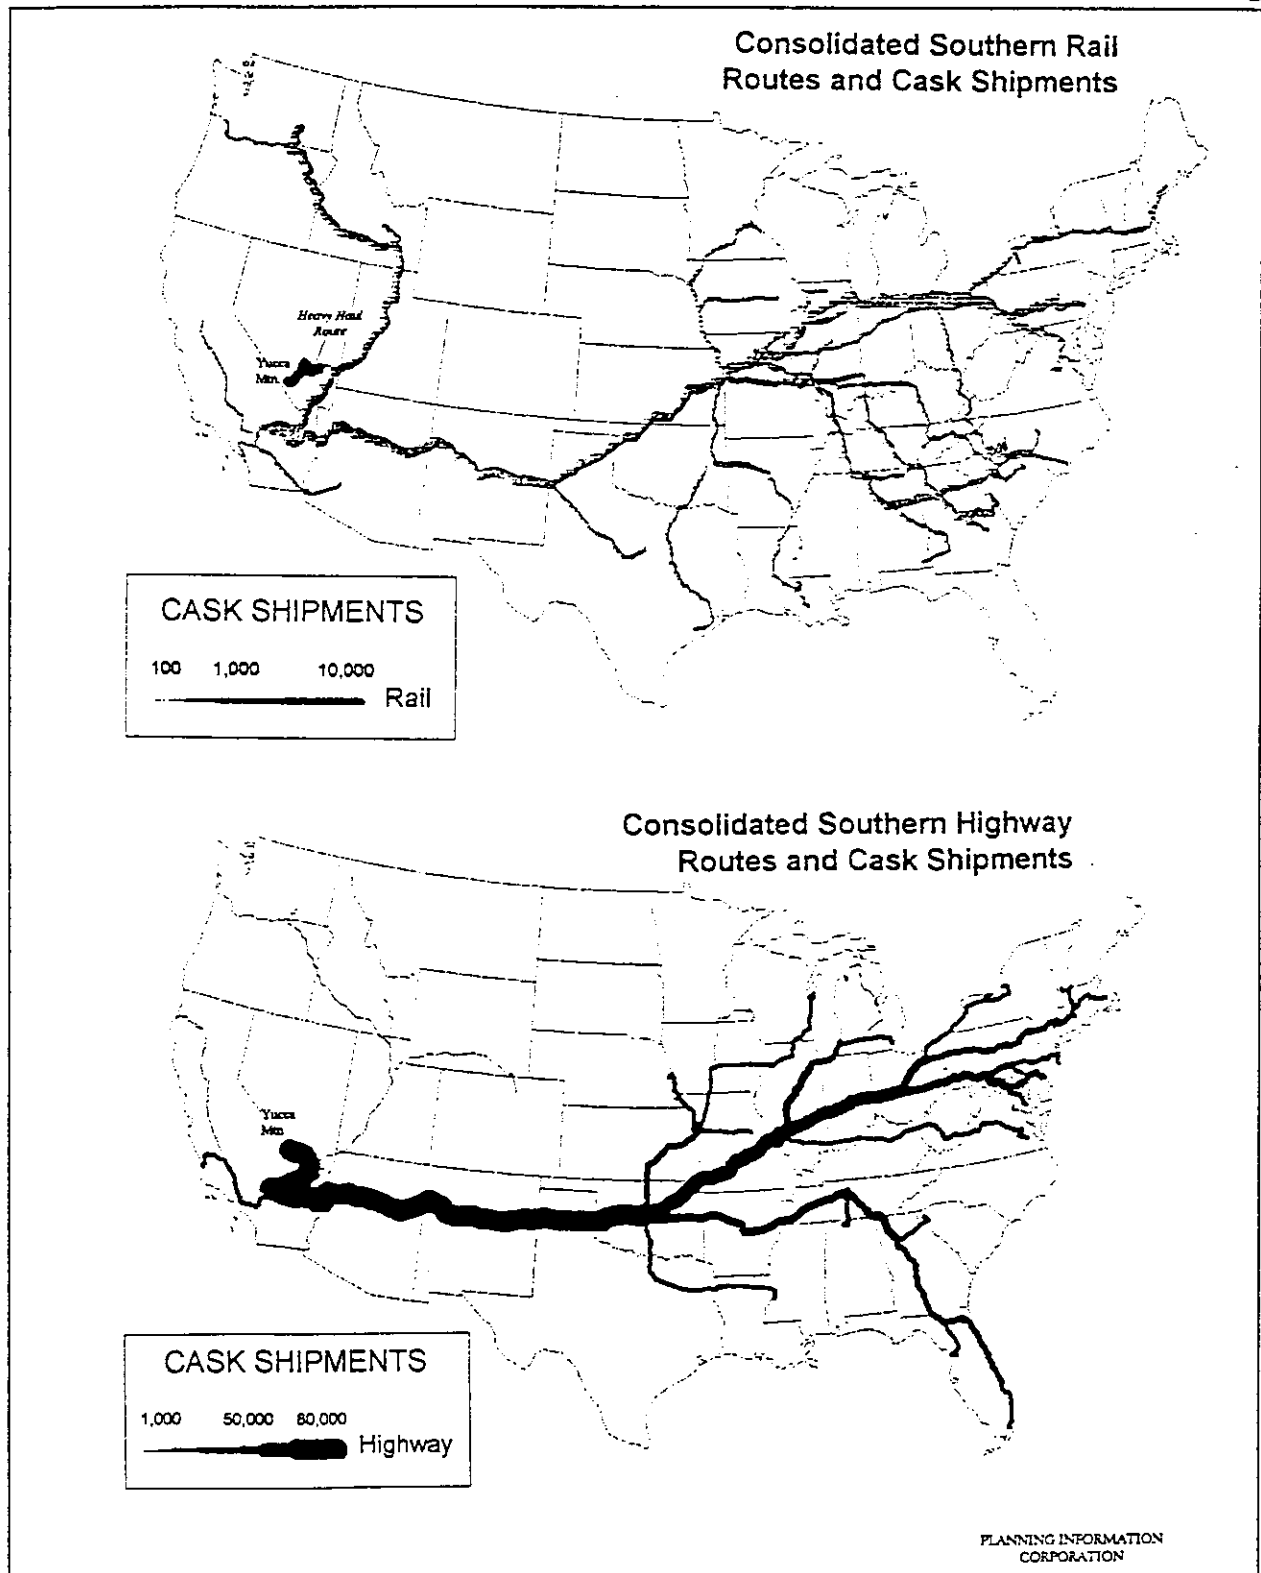 Consolidated Southern Rail
Routes and Cask Shipments
Heavy Haul
Route
Yucca
Mtn.
CASK SHIPMENTS
100 1,000 10,000
Rail
Consolidated Southern Highway
Routes and Cask Shipments
Yucca
Mtn
CASK SHIPMENTS
1,000 50,000 80,000
Highway
PLANNING INFORMATION
CORPORATION